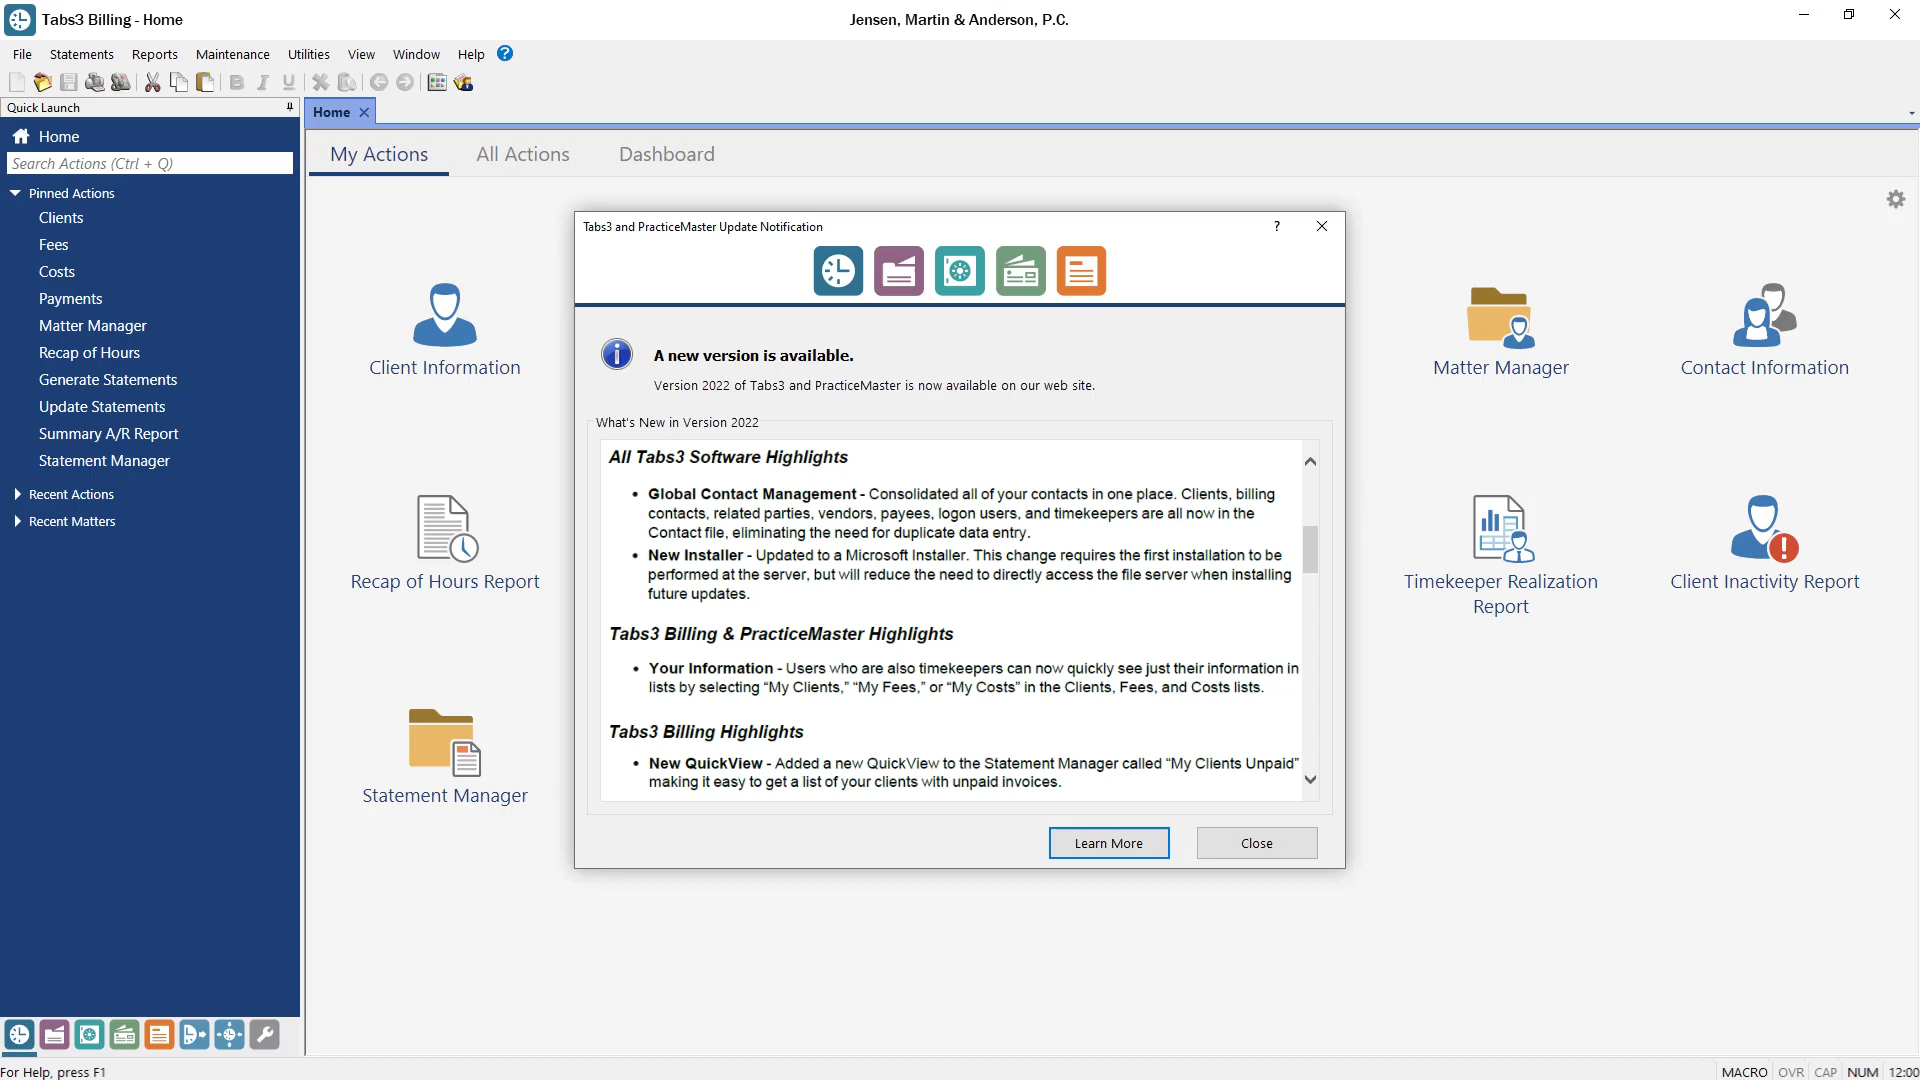 Tabs3 Billing - Home
Jensen, Martin & Anderson, P.C.
File Statements Reports Maintenance Utilities View Window Help ?
B I U
Quick Launch
Home
Search Actions (Ctrl + Q)
Pinned Actions
Clients
Fees
Costs
Payments
Matter Manager
Recap of Hours
Generate Statements
Update Statements
Summary A/R Report
Statement Manager
Recent Actions
Recent Matters
Home
My Actions All Actions Dashboard
Client Information
Recap of Hours Report
Statement Manager
Tabs3 and PracticeMaster Update Notification
?
A new version is available.
Version 2022 of Tabs3 and PracticeMaster is now available on our web site.
What's New in Version 2022
All Tabs3 Software Highlights
• Global Contact Management - Consolidated all of your contacts in one place. Clients, billing
contacts, related parties, vendors, payees, logon users, and timekeepers are all now in the
Contact file, eliminating the need for duplicate data entry.
• New Installer - Updated to a Microsoft Installer. This change requires the first installation to be
performed at the server, but will reduce the need to directly access the file server when installing
future updates.
Tabs3 Billing & PracticeMaster Highlights
• Your Information - Users who are also timekeepers can now quickly see just their information in
lists by selecting “My Clients,” “My Fees,” or “My Costs” in the Clients, Fees, and Costs lists.
Tabs3 Billing Highlights
• New QuickView - Added a new QuickView to the Statement Manager called “My Clients Unpaid”
making it easy to get a list of your clients with unpaid invoices.
Learn More
Close
Matter Manager
Contact Information
Timekeeper Realization
Report
Client Inactivity Report
For Help, press F1
MACRO OVR CAP NUM 12:00